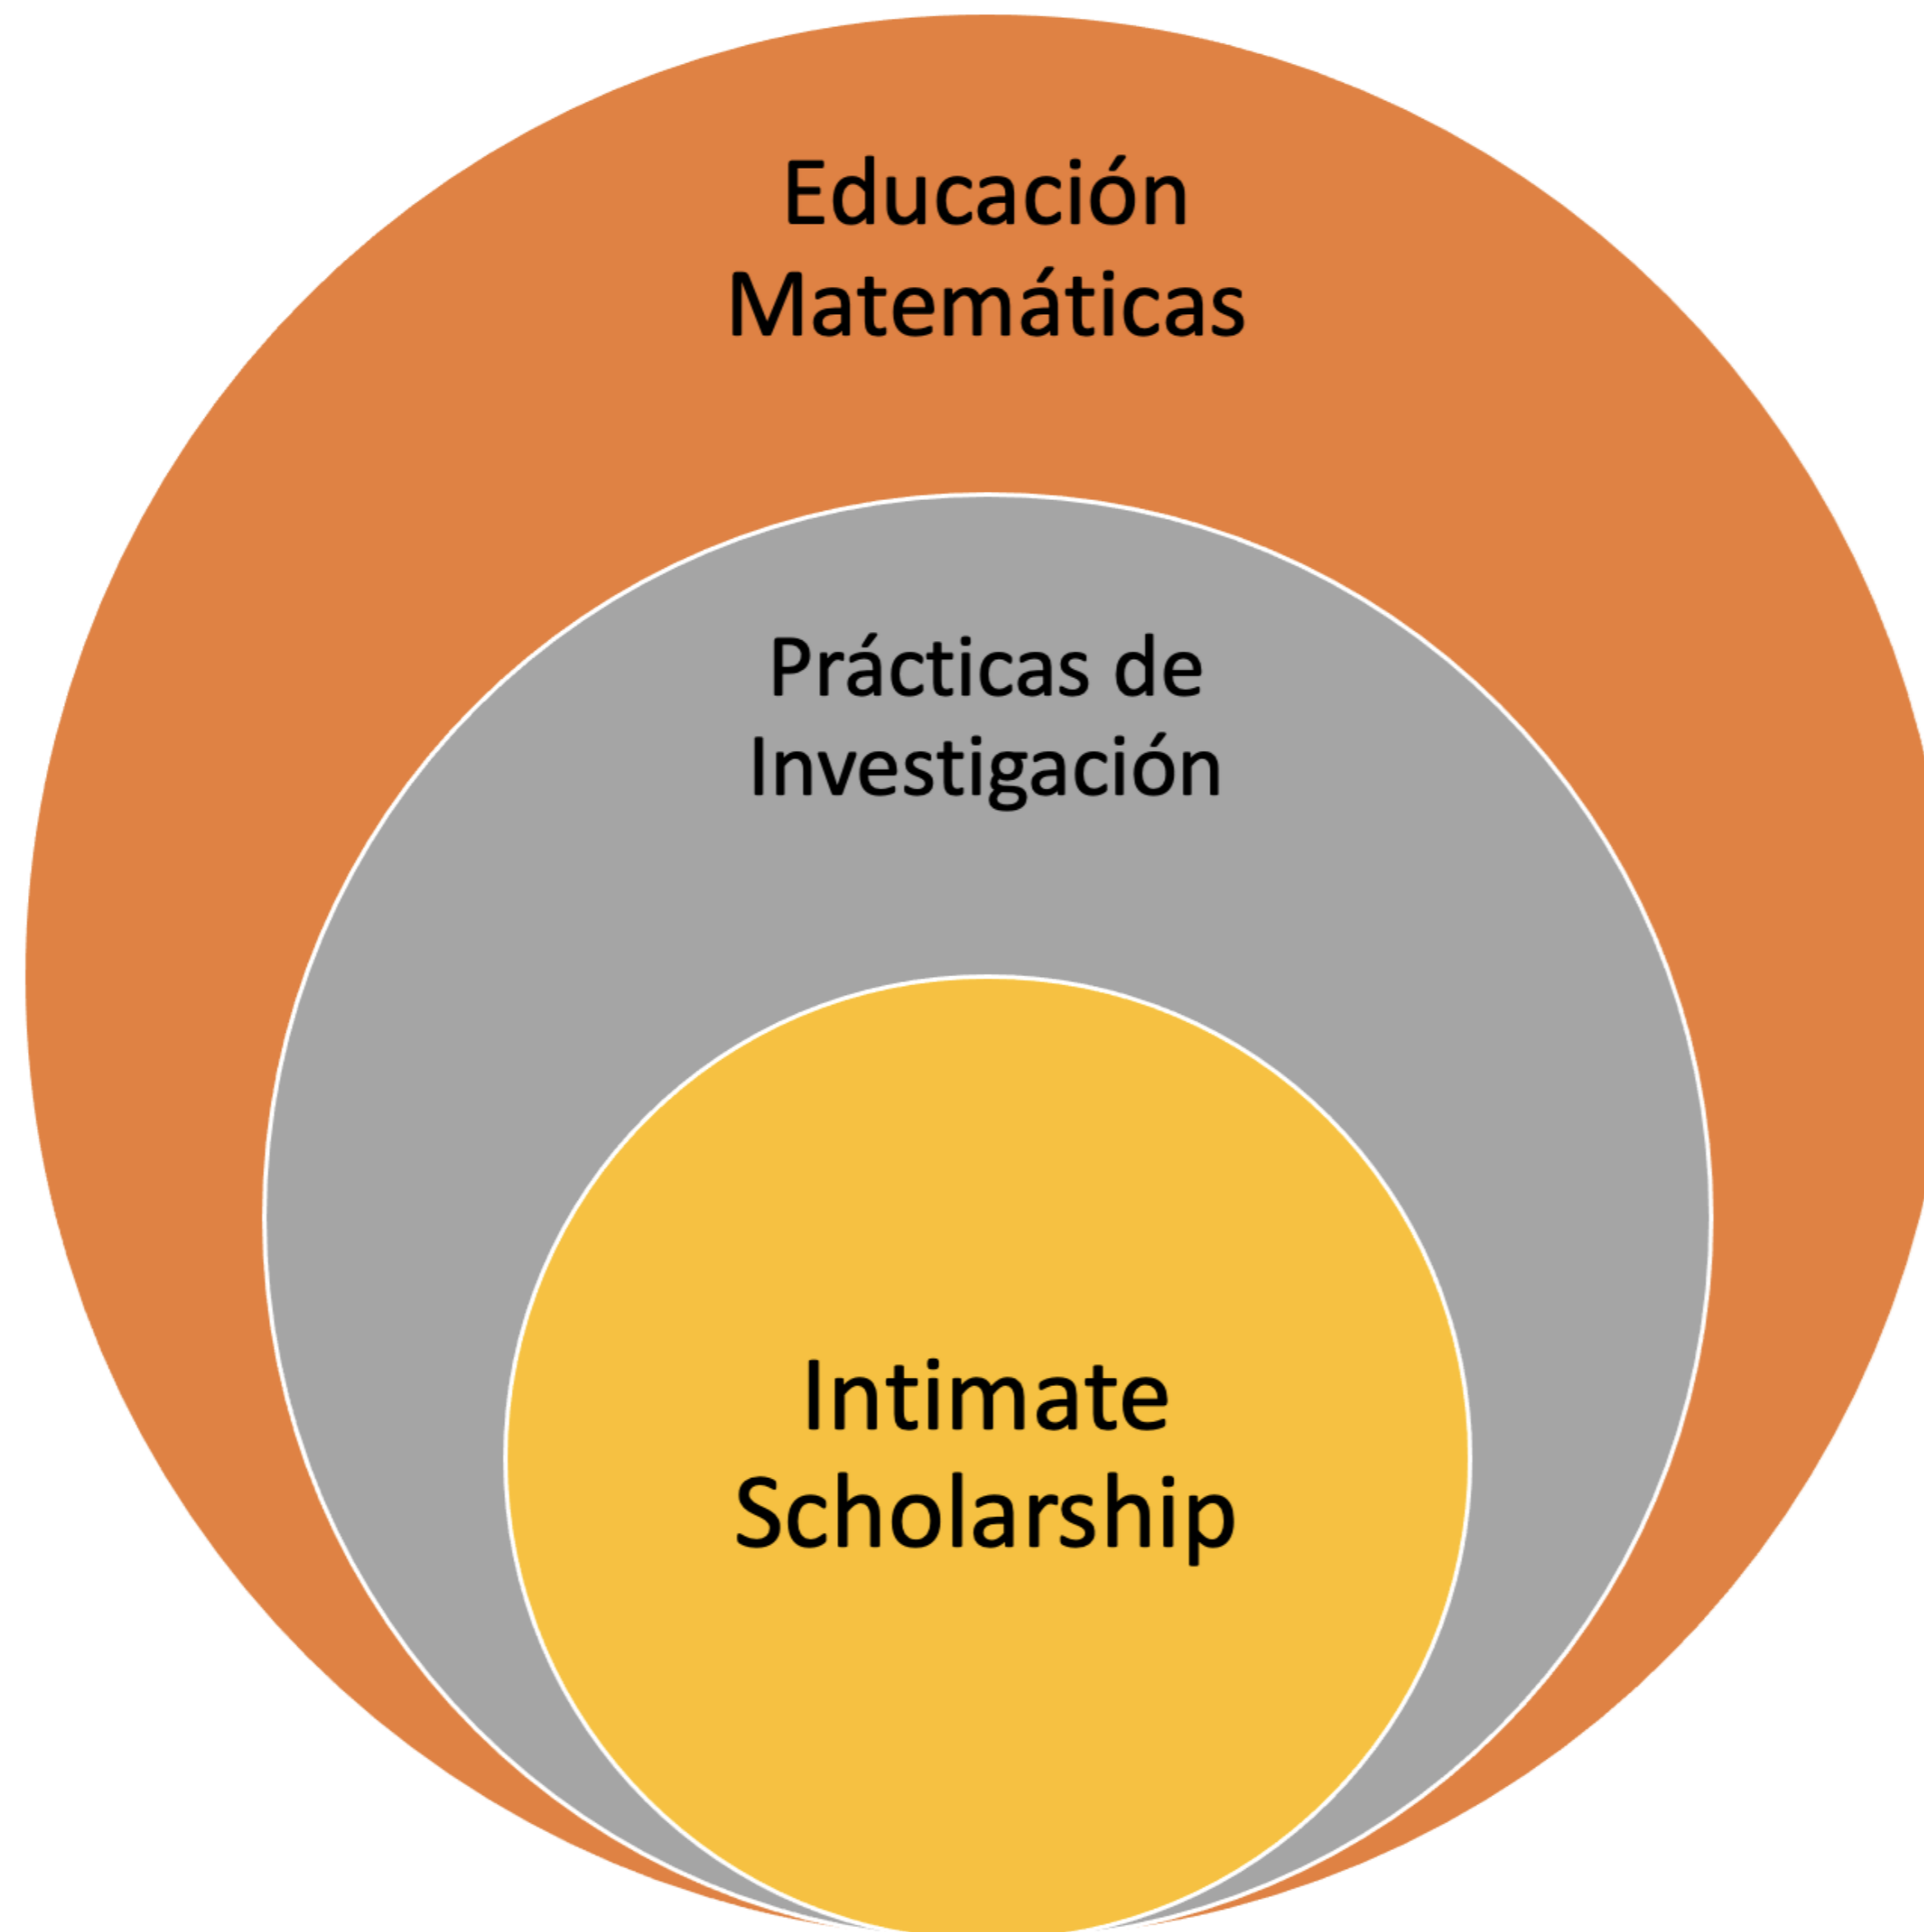 Educación
Matemáticas
Prácticas de
Investigación
Intimate
Scholarship